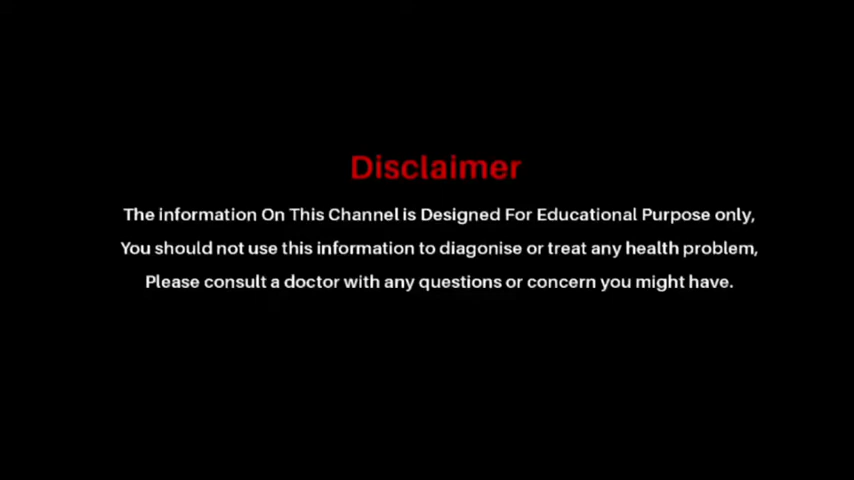 Disclaimer
The information On This Channel is Designed For Educational Purpose only,
You should not use this information to diagonise or treat any health problem,
Please consult a doctor with any questions or concern you might have.